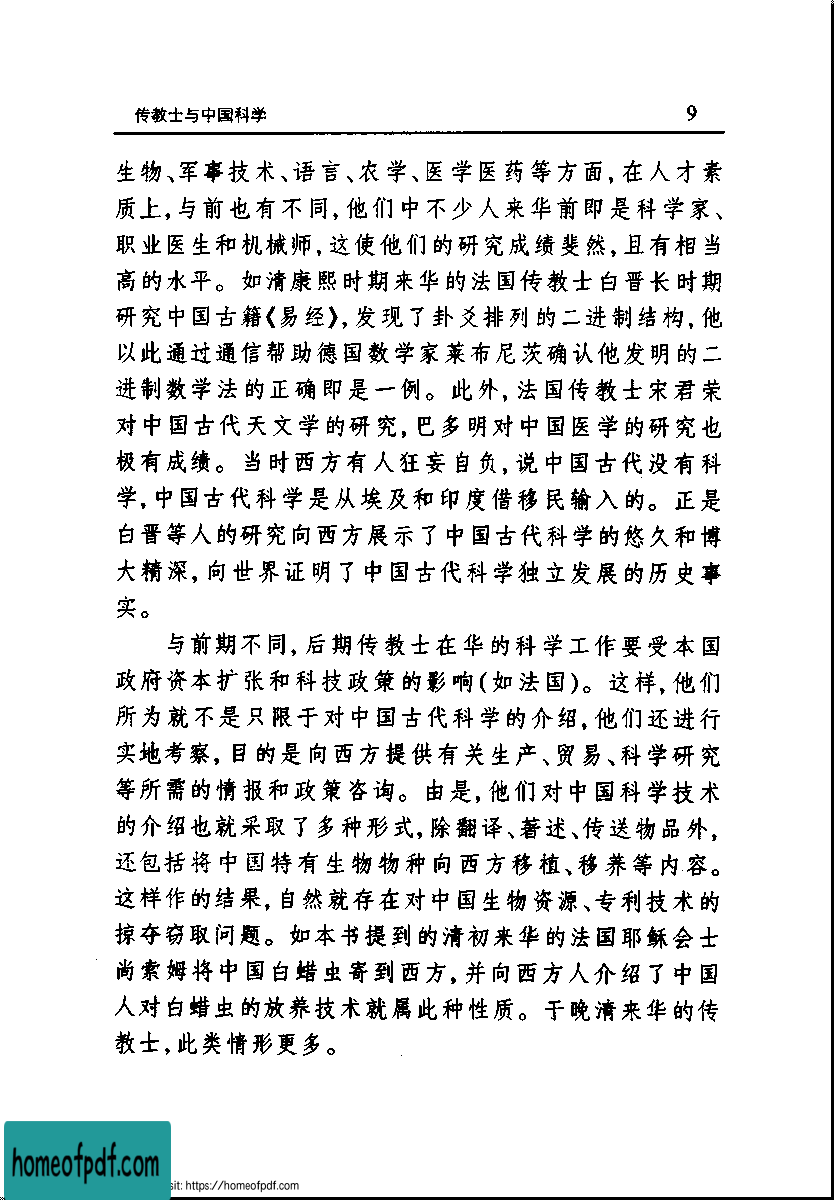 传教士与中国科学 9
生物、军事技术、语言、农学、医学医药等方面,在人才素
质上,与前也有不同,他们中不少人来华前即是科学家、
职业医生和机械师,这使他们的研究成绩斐然,且有相当
高的水平。如清康熙时期来华的法国传教士白晋长时期
研究中国古籍《易经》,发现了卦爻排列的二进制结构,他
以此通过通信帮助德国数学家莱布尼茨确认他发明的二
进制数学法的正确即是一例。此外,法国传教士宋君荣
对中国古代天文学的研究,巴多明对中国医学的研究也
极有成绩。当时西方有人狂妄自负,说中国古代没有科
学,中国古代科学是从埃及和印度借移民输入的。正是
白晋等人的研究向西方展示了中国古代科学的悠久和博
大精深,向世界证明了中国古代科学独立发展的历史事
实。
与前期不同,后期传教士在华的科学工作要受本国
政府资本扩张和科技政策的影响(如法国)。这样,他们
所为就不是只限于对中国古代科学的介绍,他们还进行
实地考察,目的是向西方提供有关生产、贸易、科学研究
等所需的情报和政策咨询。由是,他们对中国科学技术
的介绍也就采取了多种形式,除翻译、著述、传送物品外,
还包括将中国特有生物物种向西方移植、移养等内容。
这样作的结果,自然就存在对中国生物资源、专利技术的
掠夺窃取问题。如本书提到的清初来华的法国耶稣会士
尚索姆将中国白蜡虫寄到西方,并向西方人介绍了中国
人对白蜡虫的放养技术就属此种性质。于晚清来华的传
教士,此类情形更多。
homeofpdf.com
sit: https://homeofpdf.com